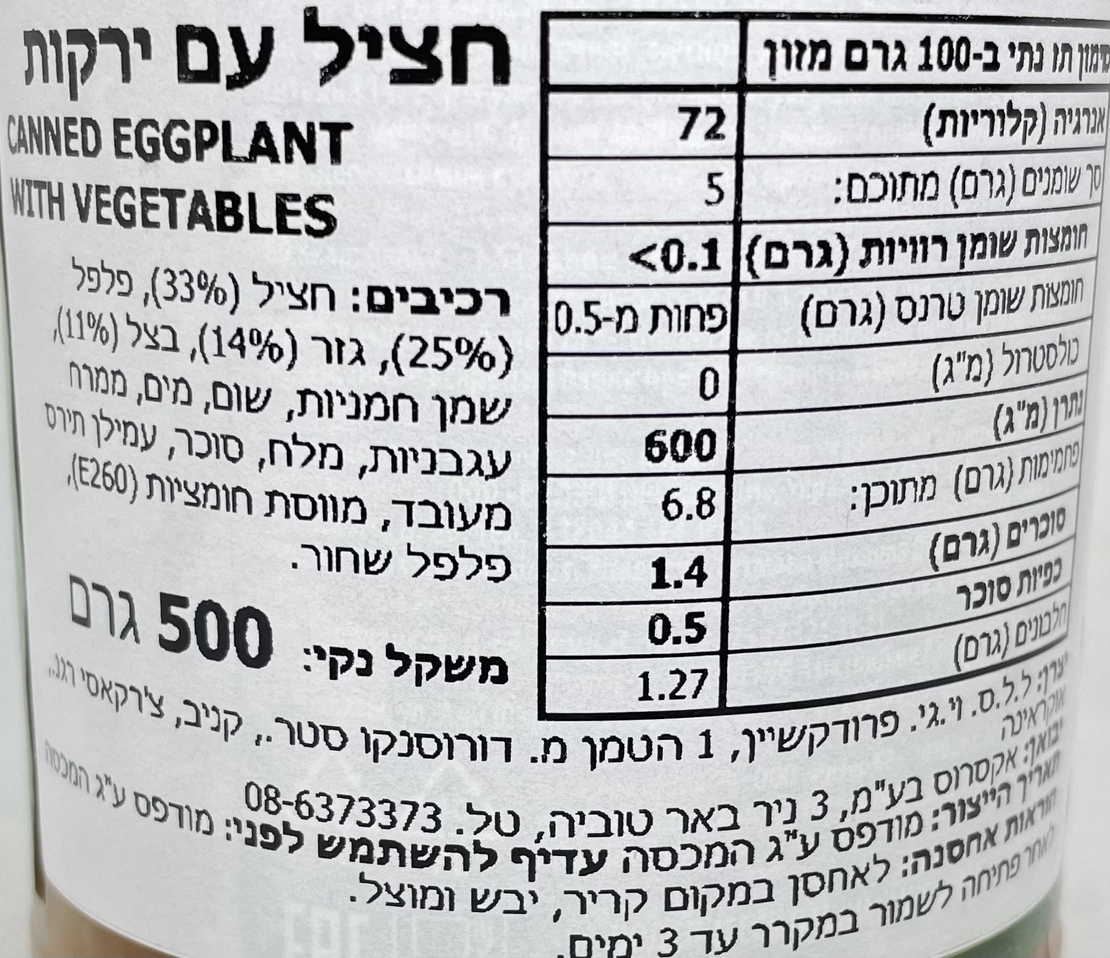 חציל עם ירקות
CANNED EGGPLANT
WITH VEGETABLES
רכיבים: חציל (33%), פלפל
(25%), גזר (14%), בצל (11%),
שמן חמניות, שום, מים, ממרח
עגבניות, מלח, סוכר, עמילן תירס
מעובד, מווסת חומציות (E260),
פלפל שחור.
משקל נקי: 500 גרם
סימון תזונתי ב-100 גרם מזון
אנרגיה (קלוריות) 72
סך שומנים (גרם) מתוכם: 5
חומצות שומן רוויות (גרם) <0.1
חומצות שומן טרנס (גרם) פחות מ-0.5
כולסטרול (מ"ג) 0
נתרן (מ"ג) 600
פחמימות (גרם) מתוכן: 6.8
סוכרים (גרם) 1.4
כפיות סוכר 0.5
חלבונים (גרם) 1.27
יצרן: ל.ל.ס. וי.גי. פרודקשיין, 1 הטמן מ. דורוסנקו סטר., קניב, צ'רקאסי רגנ.,
אוקראינה
יבואן: אקסרוס בע"מ, 3 ניר באר טוביה, טל. 08-6373373
תאריך הייצור: מודפס ע"ג המכסה עדיף להשתמש לפני: מודפס ע"ג המכסה
הוראות אחסנה: לאחסן במקום קריר, יבש ומוצל.
לאחר פתיחה לשמור במקרר עד 3 ימים.